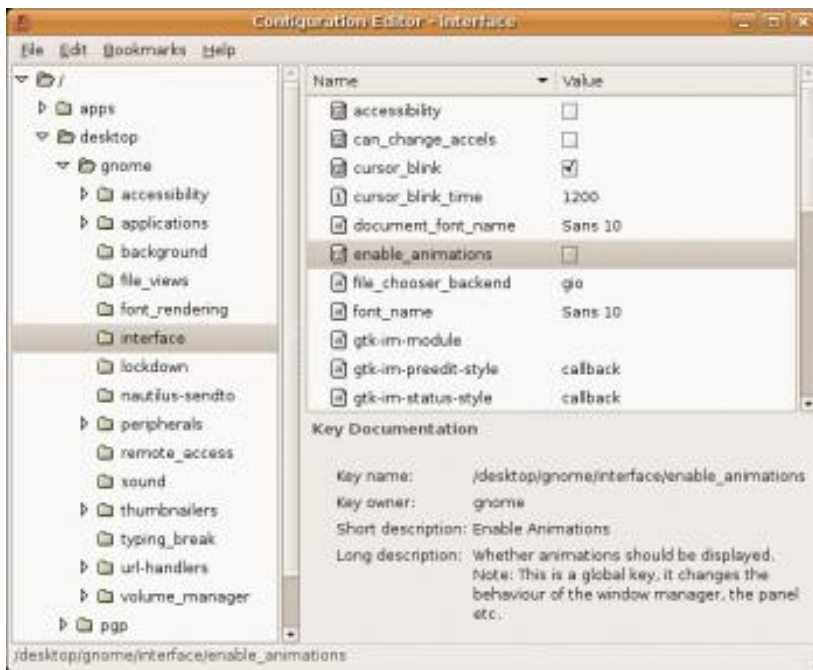 Configuration Editor - interface
File Edit Bookmarks Help
/
apps
desktop
gnome
accessibility
applications
background
file_views
font_rendering
interface
lockdown
nautilus-sendto
peripherals
remote_access
sound
thumbnailers
typing_break
url-handlers
volume_manager
pgp
Name Value
accessibility
can_change_accels
cursor_blink
cursor_blink_time 1200
document_font_name Sans 10
enable_animations
file_chooser_backend gio
font_name Sans 10
gtk-im-module
gtk-im-preedit-style callback
gtk-im-status-style callback
Key Documentation
Key name: /desktop/gnome/interface/enable_animations
Key owner: gnome
Short description: Enable Animations
Long description: Whether animations should be displayed.
Note: This is a global key, it changes the
behaviour of the window manager, the panel
etc.
/desktop/gnome/interface/enable_animations